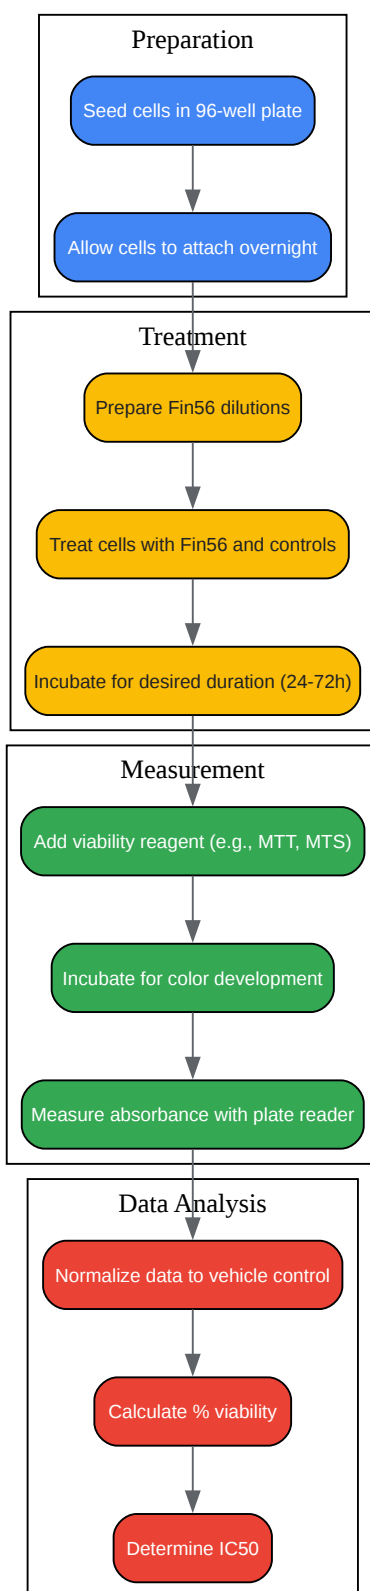 Preparation
Seed cells in 96-well plate
Allow cells to attach overnight
Treatment
Prepare Fin56 dilutions
Treat cells with Fin56 and controls
Incubate for desired duration (24-72h)
Measurement
Add viability reagent (e.g., MTT, MTS)
Incubate for color development
Measure absorbance with plate reader
Data Analysis
Normalize data to vehicle control
Calculate % viability
Determine IC50